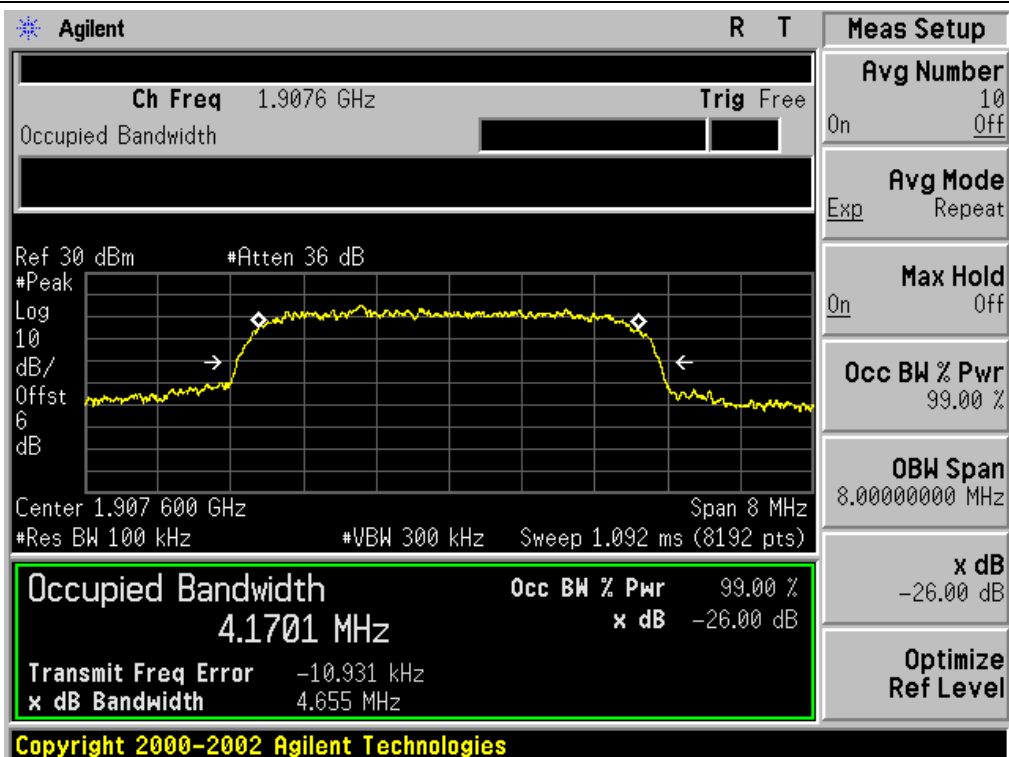 Agilent R T
Ch Freq 1.9076 GHz Trig Free
Occupied Bandwidth
Ref 30 dBm #Atten 36 dB
#Peak
Log
10
dB/
Offst
6
dB
Center 1.907 600 GHz Span 8 MHz
#Res BW 100 kHz #VBW 300 kHz Sweep 1.092 ms (8192 pts)
Occupied Bandwidth Occ BW % Pwr 99.00 %
4.1701 MHz x dB -26.00 dB
Transmit Freq Error -10.931 kHz
x dB Bandwidth 4.655 MHz
Copyright 2000-2002 Agilent Technologies
Meas Setup
Avg Number
10
On Off
Avg Mode
Exp Repeat
Max Hold
On Off
Occ BW % Pwr
99.00 %
OBW Span
8.00000000 MHz
x dB
-26.00 dB
Optimize
Ref Level